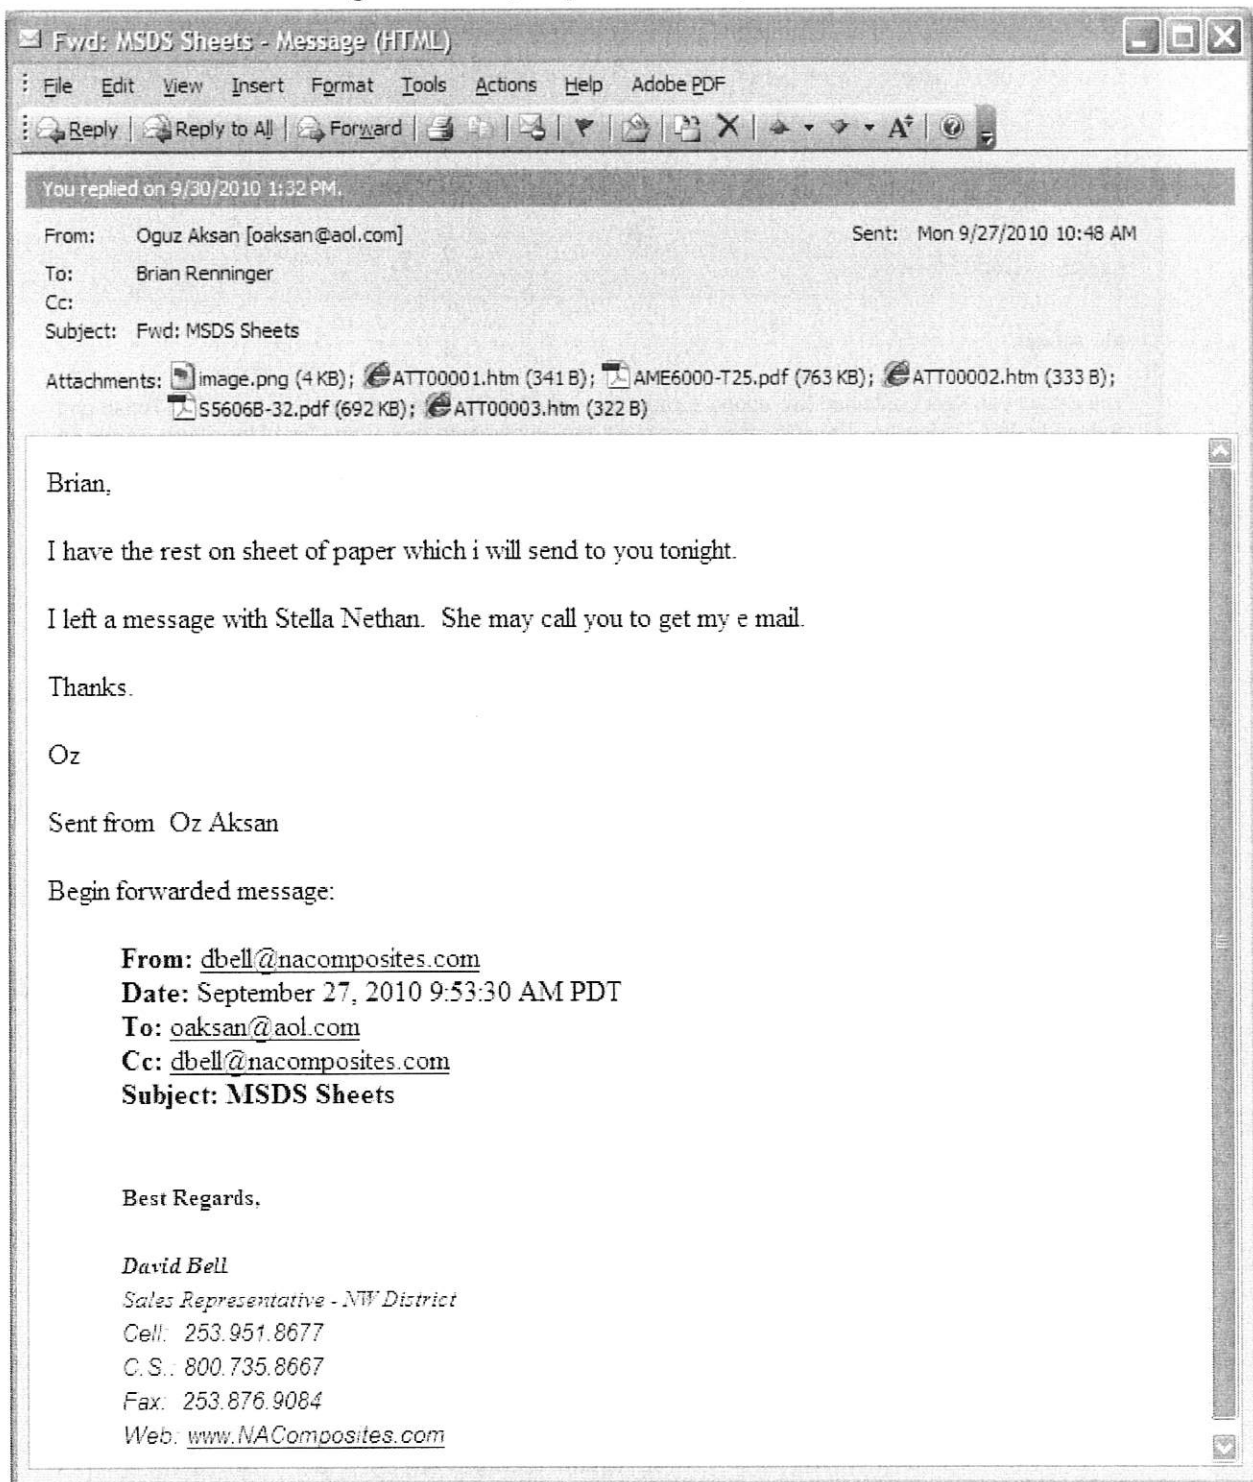 Fwd: MSDS Sheets - Message (HTML)
File Edit View Insert Format Tools Actions Help Adobe PDF
Reply Reply to All Forward
You replied on 9/30/2010 1:32 PM.
From: Oguz Aksan [oaksan@aol.com] Sent: Mon 9/27/2010 10:48 AM
To: Brian Renninger
Cc:
Subject: Fwd: MSDS Sheets
Attachments: image.png (4 KB); ATT00001.htm (341 B); AME6000-T25.pdf (763 KB); ATT00002.htm (333 B);
S5606B-32.pdf (692 KB); ATT00003.htm (322 B)
Brian,
I have the rest on sheet of paper which i will send to you tonight.
I left a message with Stella Nethan. She may call you to get my e mail.
Thanks.
Oz
Sent from Oz Aksan
Begin forwarded message:
From: dbell@nacomposites.com
Date: September 27, 2010 9:53:30 AM PDT
To: oaksan@aol.com
Cc: dbell@nacomposites.com
Subject: MSDS Sheets
Best Regards,
David Bell
Sales Representative - NW District
Cell: 253.951.8677
C.S.: 800.735.8667
Fax: 253.876.9084
Web: www.NAComposites.com